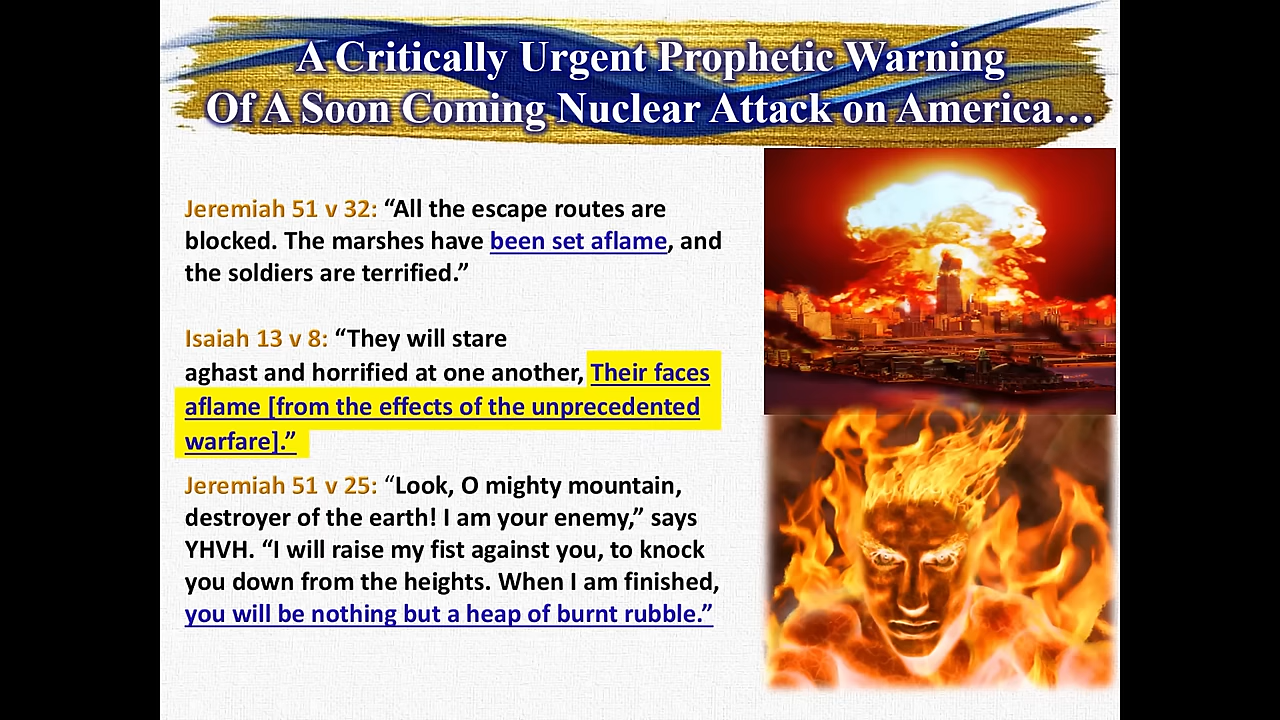 A Critically Urgent Prophetic Warning
Of A Soon Coming Nuclear Attack on America…
Jeremiah 51 v 32: “All the escape routes are
blocked. The marshes have been set aflame, and
the soldiers are terrified.”
Isaiah 13 v 8: “They will stare
aghast and horrified at one another, Their faces
aflame [from the effects of the unprecedented
warfare].”
Jeremiah 51 v 25: “Look, O mighty mountain,
destroyer of the earth! I am your enemy,” says
YHVH. “I will raise my fist against you, to knock
you down from the heights. When I am finished,
you will be nothing but a heap of burnt rubble.”